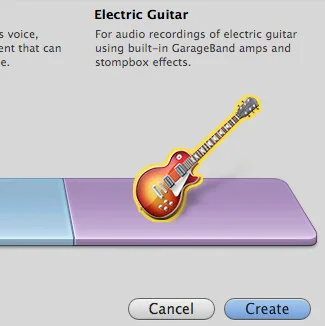 Electric Guitar
s voice,
ent that can
e.
For audio recordings of electric guitar
using built-in GarageBand amps and
stompbox effects.
Cancel
Create